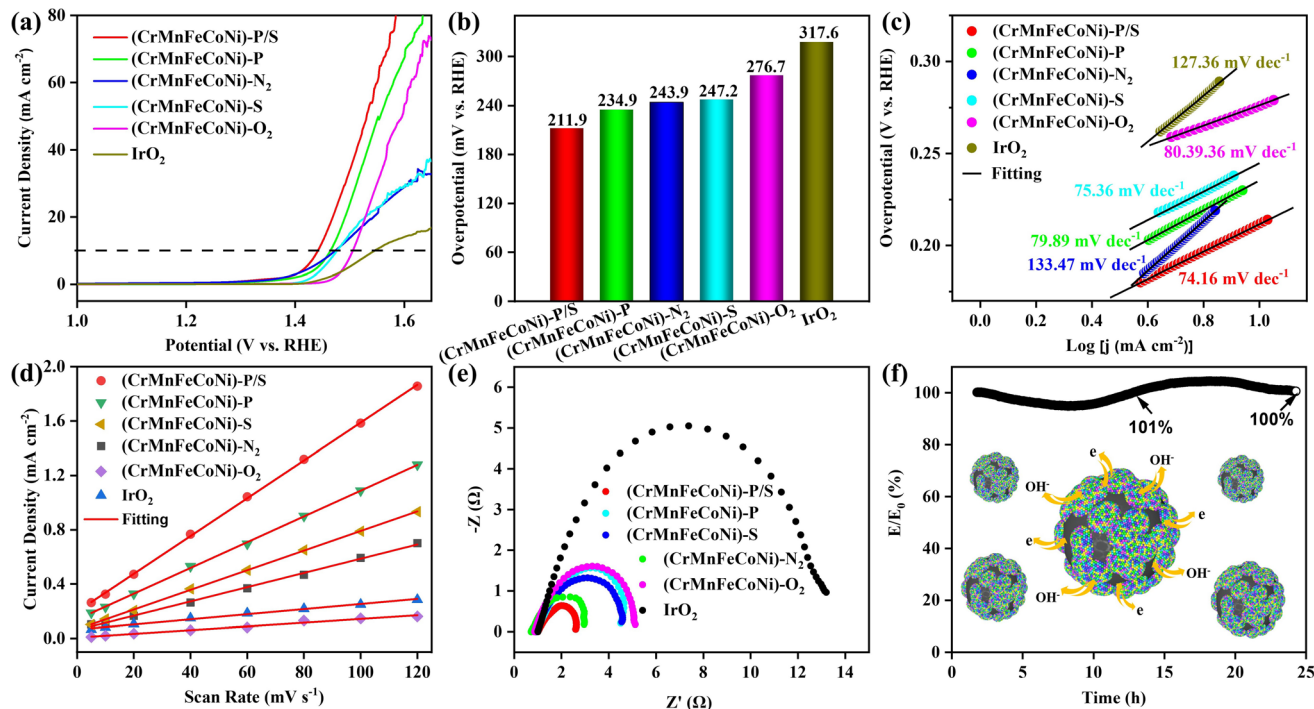 (a)
80
60
40
20
0
1.0
1.2
1.4
1.6
Current Density (mA cm⁻²)
Potential (V vs. RHE)
(CrMnFeCoNi)-P/S
(CrMnFeCoNi)-P
(CrMnFeCoNi)-N₂
(CrMnFeCoNi)-S
(CrMnFeCoNi)-O₂
IrO₂
(b)
300
240
180
120
60
0
Overpotential (mV vs. RHE)
211.9
234.9
243.9
247.2
276.7
317.6
(CrMnFeCoNi)-P/S
(CrMnFeCoNi)-P
(CrMnFeCoNi)-N₂
(CrMnFeCoNi)-S
(CrMnFeCoNi)-O₂
IrO₂
(c)
0.30
0.25
0.20
0.0
0.2
0.4
0.6
0.8
1.0
Overpotential (V vs. RHE)
Log [j (mA cm⁻²)]
(CrMnFeCoNi)-P/S
(CrMnFeCoNi)-P
(CrMnFeCoNi)-N₂
(CrMnFeCoNi)-S
(CrMnFeCoNi)-O₂
IrO₂
Fitting
127.36 mV dec⁻¹
80.39.36 mV dec⁻¹
75.36 mV dec⁻¹
79.89 mV dec⁻¹
133.47 mV dec⁻¹
74.16 mV dec⁻¹
(d)
2.0
1.6
1.2
0.8
0.4
0.0
0
20
40
60
80
100
120
Current Density (mA cm⁻²)
Scan Rate (mV s⁻¹)
(CrMnFeCoNi)-P/S
(CrMnFeCoNi)-P
(CrMnFeCoNi)-S
(CrMnFeCoNi)-N₂
(CrMnFeCoNi)-O₂
IrO₂
Fitting
(e)
6
5
4
3
2
1
0
-1
-2
0
2
4
6
8
10
12
14
-Z (Ω)
Z' (Ω)
(CrMnFeCoNi)-P/S
(CrMnFeCoNi)-P
(CrMnFeCoNi)-S
(CrMnFeCoNi)-N₂
(CrMnFeCoNi)-O₂
IrO₂
(f)
100
80
60
40
20
0
0
5
10
15
20
25
E/E₀ (%)
Time (h)
101%
100%
e
OH⁻
OH⁻
e
e
OH⁻
OH⁻
e